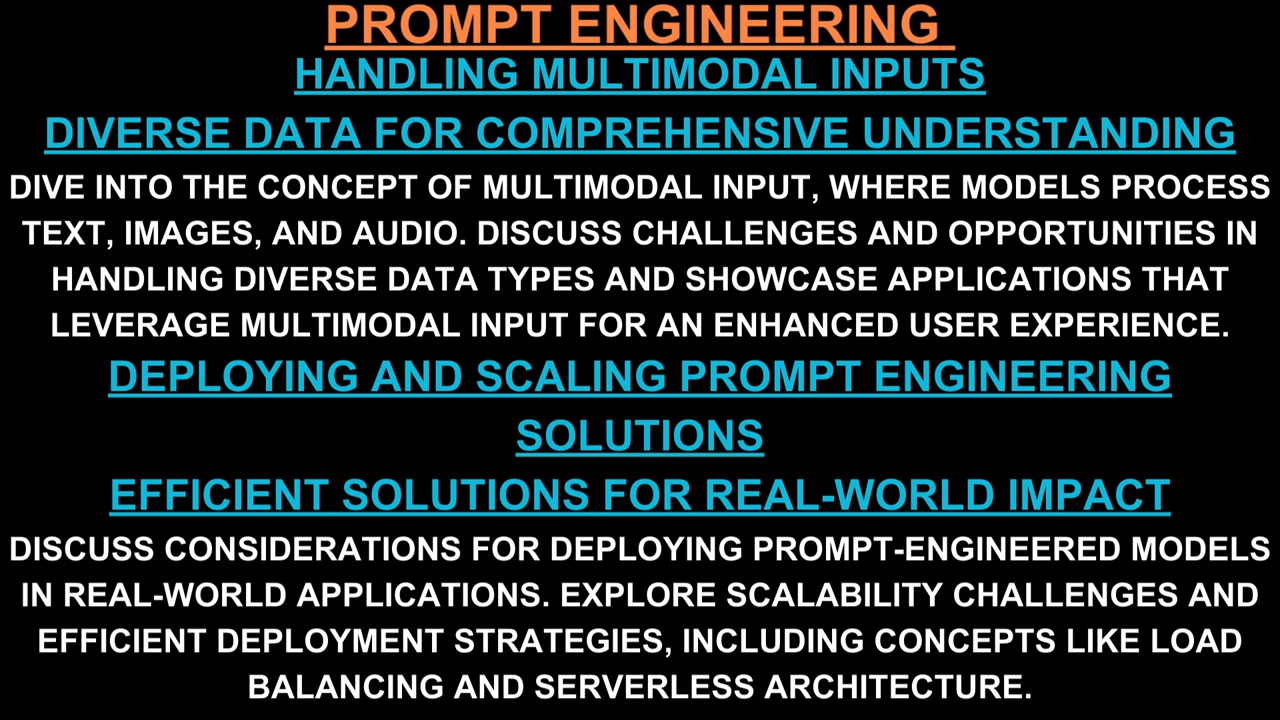 PROMPT ENGINEERING
HANDLING MULTIMODAL INPUTS
DIVERSE DATA FOR COMPREHENSIVE UNDERSTANDING
DIVE INTO THE CONCEPT OF MULTIMODAL INPUT, WHERE MODELS PROCESS
TEXT, IMAGES, AND AUDIO. DISCUSS CHALLENGES AND OPPORTUNITIES IN
HANDLING DIVERSE DATA TYPES AND SHOWCASE APPLICATIONS THAT
LEVERAGE MULTIMODAL INPUT FOR AN ENHANCED USER EXPERIENCE.
DEPLOYING AND SCALING PROMPT ENGINEERING
SOLUTIONS
EFFICIENT SOLUTIONS FOR REAL-WORLD IMPACT
DISCUSS CONSIDERATIONS FOR DEPLOYING PROMPT-ENGINEERED MODELS
IN REAL-WORLD APPLICATIONS. EXPLORE SCALABILITY CHALLENGES AND
EFFICIENT DEPLOYMENT STRATEGIES, INCLUDING CONCEPTS LIKE LOAD
BALANCING AND SERVERLESS ARCHITECTURE.